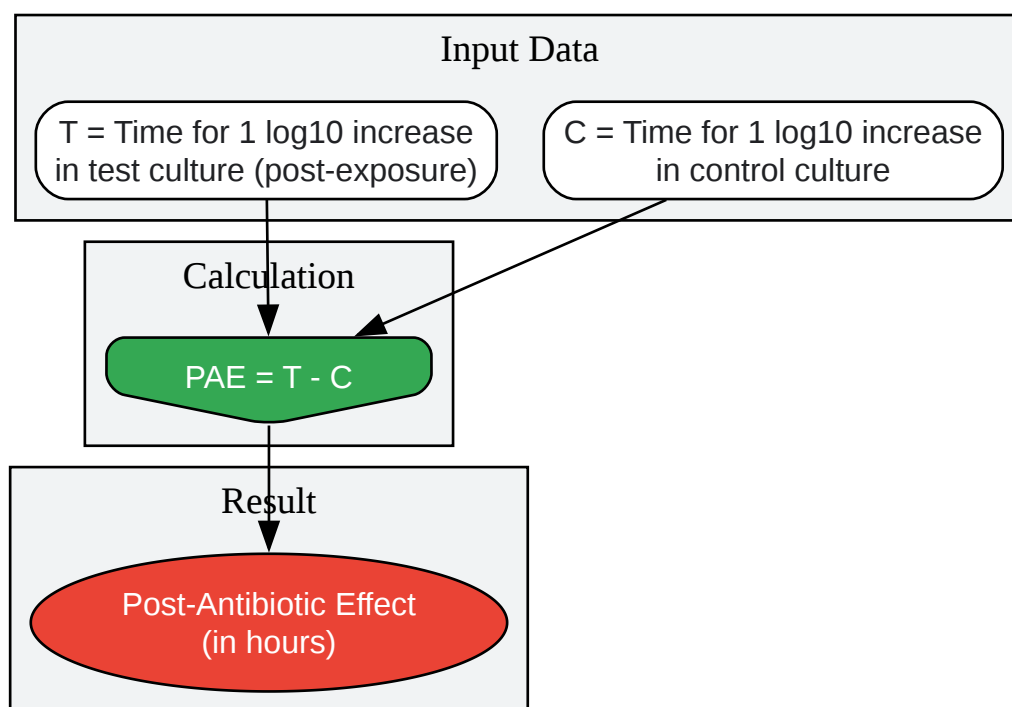 Input Data
T = Time for 1 log10 increase
in test culture (post-exposure)
C = Time for 1 log10 increase
in control culture
Calculation
PAE = T - C
Result
Post-Antibiotic Effect
(in hours)